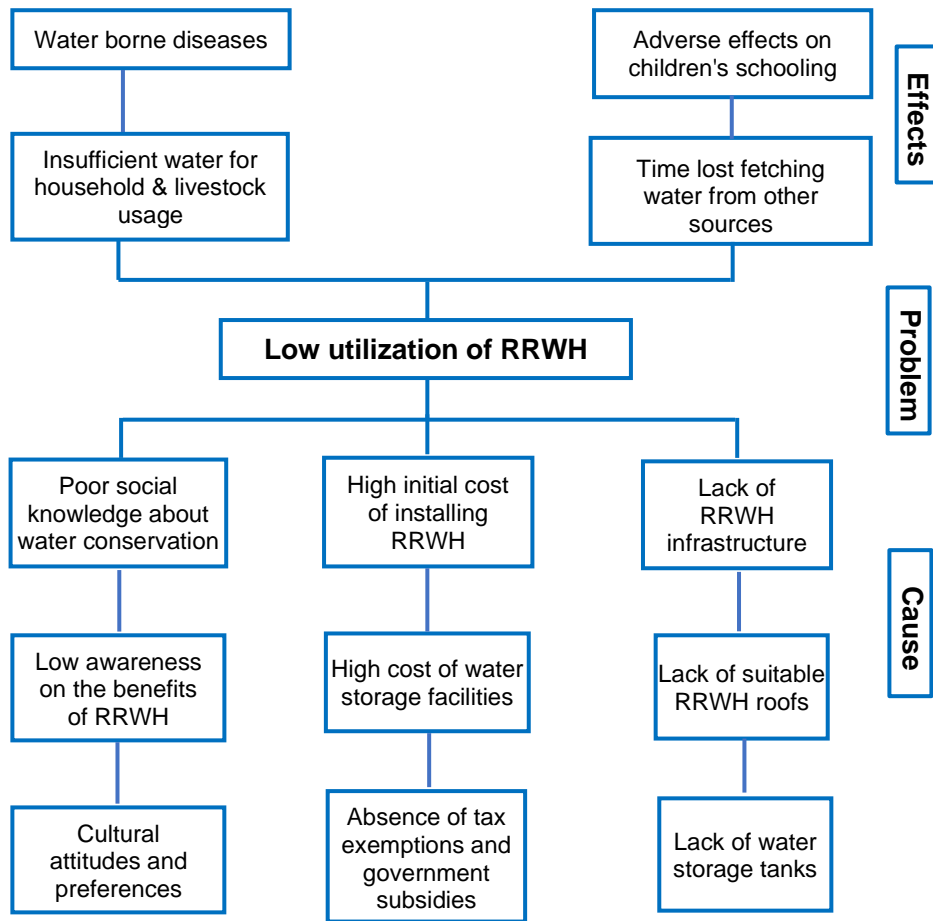 Water borne diseases
Adverse effects on
children's schooling
Effects
Insufficient water for
household & livestock
usage
Time lost fetching
water from other
sources
Low utilization of RRWH
Problem
Poor social
knowledge about
water conservation
High initial cost
of installing
RRWH
Lack of
RRWH
infrastructure
Cause
Low awareness
on the benefits
of RRWH
High cost of water
storage facilities
Lack of suitable
RRWH roofs
Cultural
attitudes and
preferences
Absence of tax
exemptions and
government
subsidies
Lack of water
storage tanks